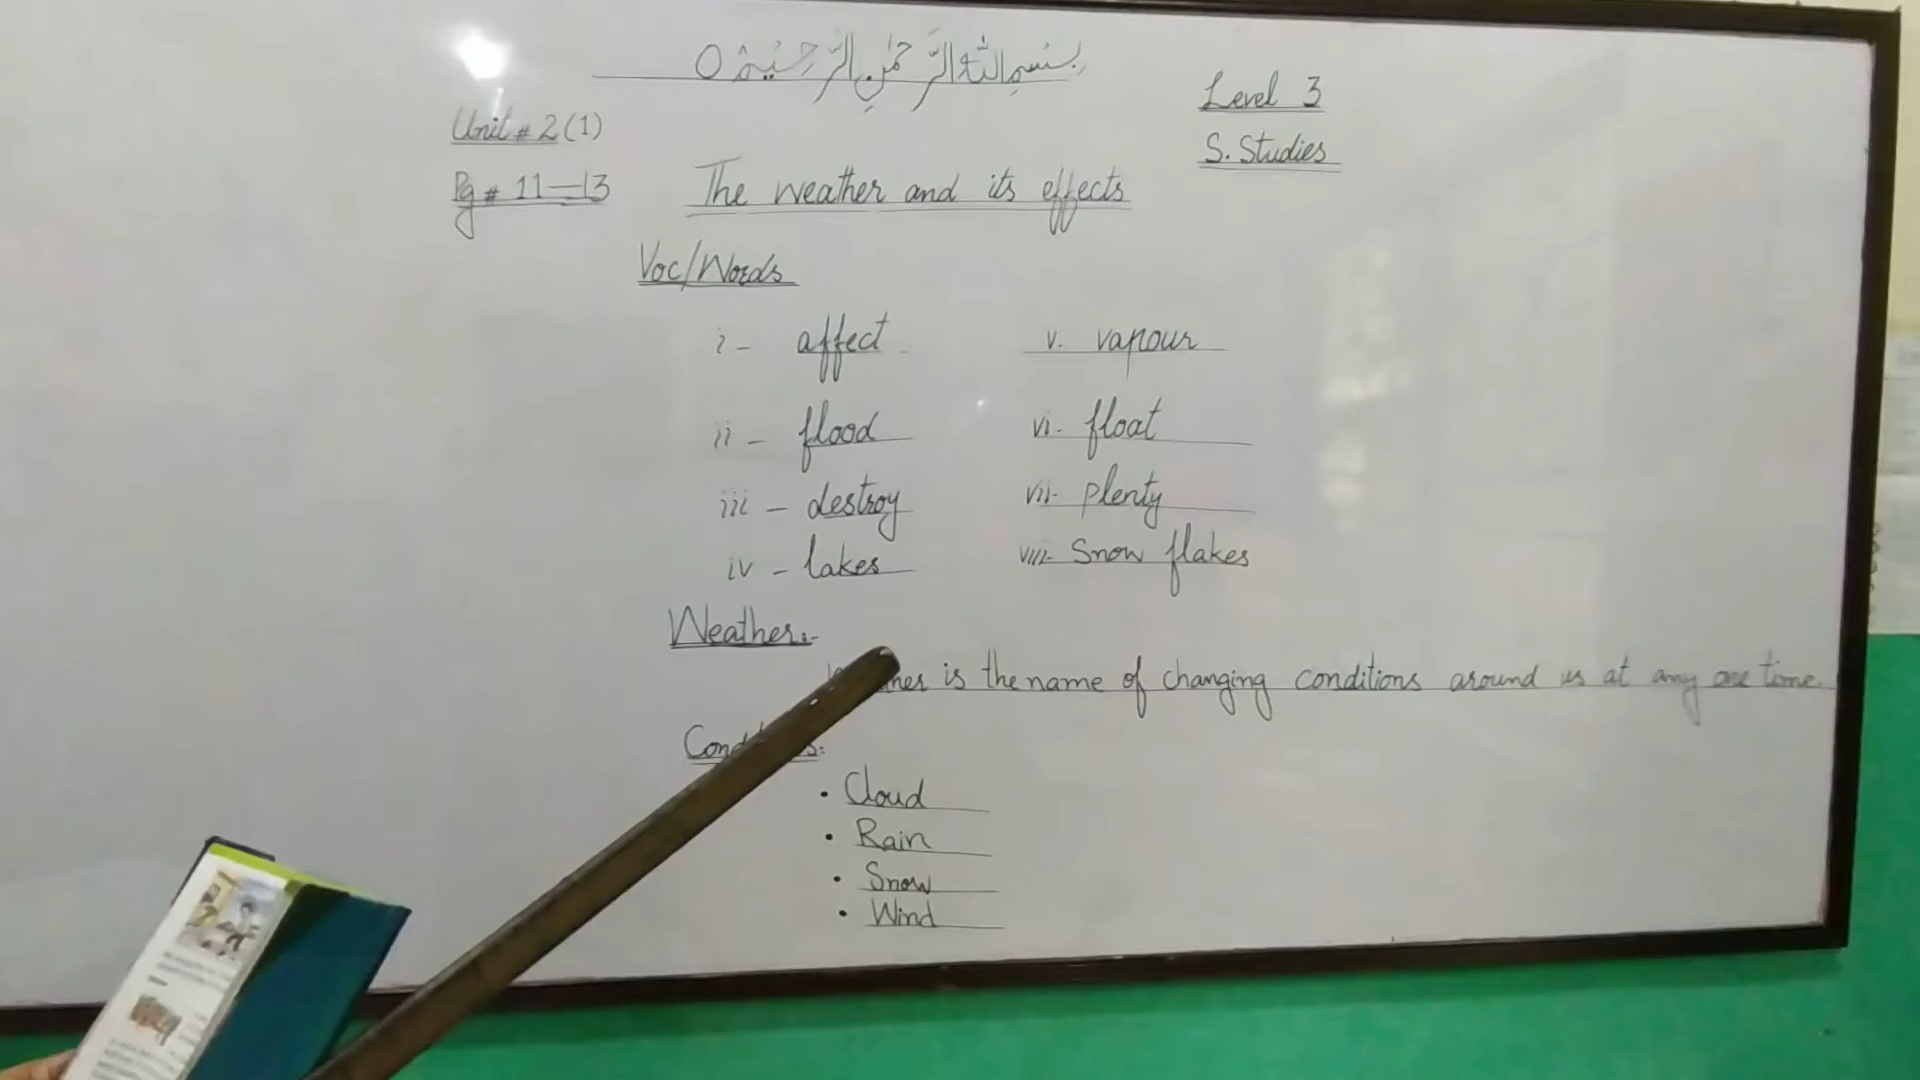 بِسْمِ اللّٰهِ الرَّحْمٰنِ الرَّحِيْمِ ○
Level 3
Unit # 2 (1)
S. Studies
Pg # 11—13
The weather and its effects
Voc/Words
i - affect
v. vapour
ii - flood
vi- float
iii - destroy
vii- plenty
iv - lakes
viii- Snow flakes
Weather:-
is the name of changing conditions around us at any one time.
• Cloud
• Rain
• Snow
• Wind